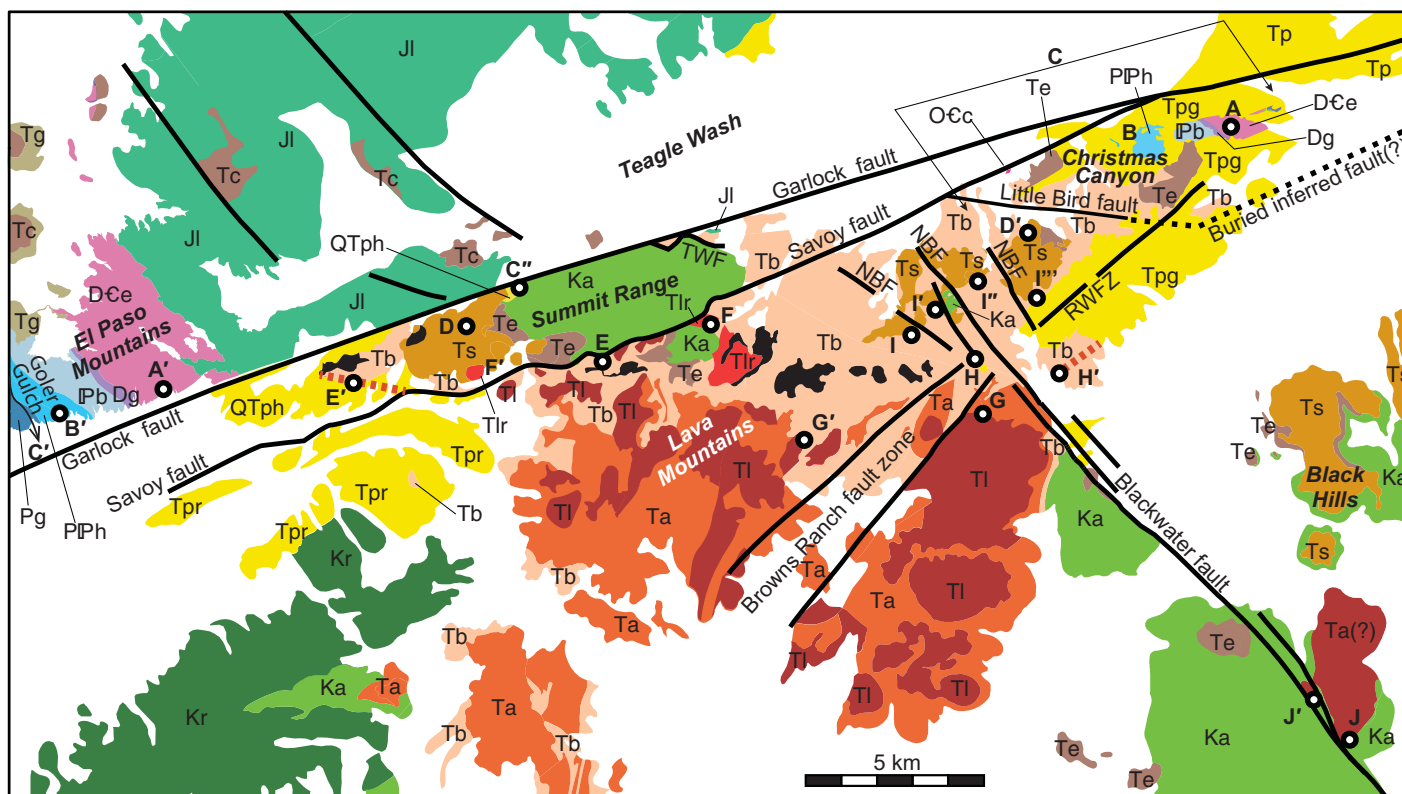 Jl
Tp
C
Tp
PIPh
Te
Tpg
A
D€e
Jl
O€c
Tg
B
IPb
Dg
Teagle Wash
Jl
Christmas
Canyon
Tpg
Tc
Tc
Garlock fault
Te
Little Bird fault
Tb
Buried inferred fault(?)
Jl
Tb
D′
Tb
Tc
Jl
QTph
Tc
C″
TWF
Tb
Savoy fault
NBF
Ts
NBF
Ts
Ka
Tpg
D€e
Jl
Summit Range
NBF
I‴
I″
RWFZ
El Paso
Mountains
Tlr
I′
Ka
Tg
D
Te
F
Ts
Ka
I
Tb
Te
E
Tb
Tb
Goler
Gulch
F′
Tlr
H
H′
IPb
Dg
A′
Te
E′
Tb
Tl
Tl
Ta
Ts
Ts
QTph
Tlr
Tb
Tl
G
B′
G′
Te
C′
Garlock fault
Lava
Mountains
Tb
Te
Ka
Savoy fault
Tpr
Tl
Tl
Black
Hills
Pg
PIPh
Tpr
Tpr
Tb
Tl
Ta
Browns Ranch fault zone
Ka
Blackwater fault
Tpr
Ts
Kr
Tb
Ta
Ta
Tl
Ta
Tb
Te
Ta(?)
Tl
Ka
Ta
Ta
Tl
Tl
Kr
Tb
Tb
J′
J
Ka
Te
Ka
5 km
Te